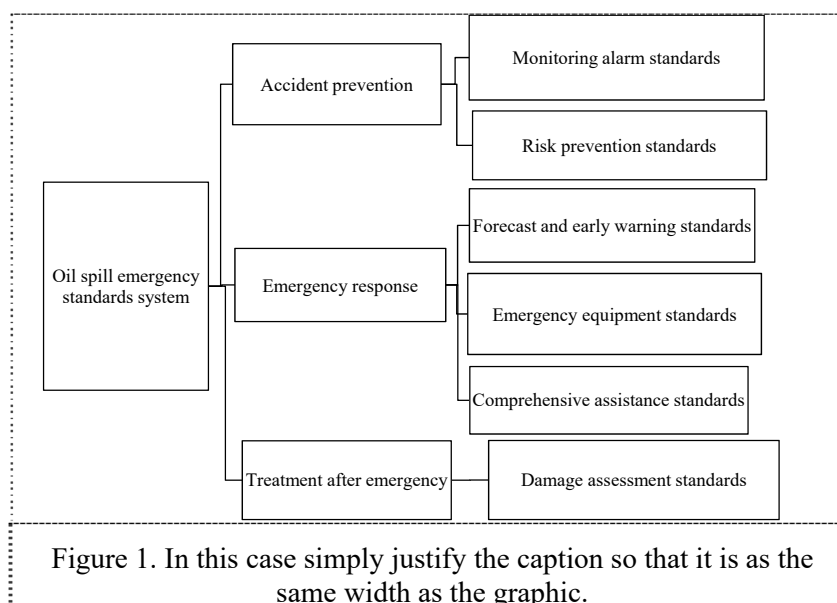 Monitoring alarm standards
Accident prevention
Risk prevention standards
Forecast and early warning standards
Oil spill emergency
standards system
Emergency response
Emergency equipment standards
Comprehensive assistance standards
Treatment after emergency
Damage assessment standards
Figure 1. In this case simply justify the caption so that it is as the
same width as the graphic.